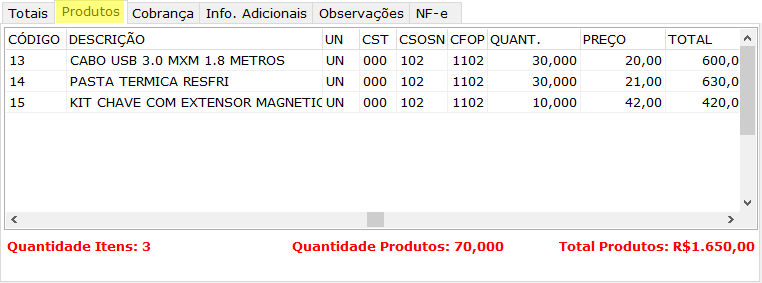 Totais Produtos Cobrança Info. Adicionais Observações NF-e
CÓDIGO DESCRIÇÃO UN CST CSOSN CFOP QUANT. PREÇO TOTAL
13 CABO USB 3.0 MXM 1.8 METROS UN 000 102 1102 30,000 20,00 600,0
14 PASTA TERMICA RESFRI UN 000 102 1102 30,000 21,00 630,0
15 KIT CHAVE COM EXTENSOR MAGNETIC UN 000 102 1102 10,000 42,00 420,0
Quantidade Itens: 3 Quantidade Produtos: 70,000 Total Produtos: R$1.650,00